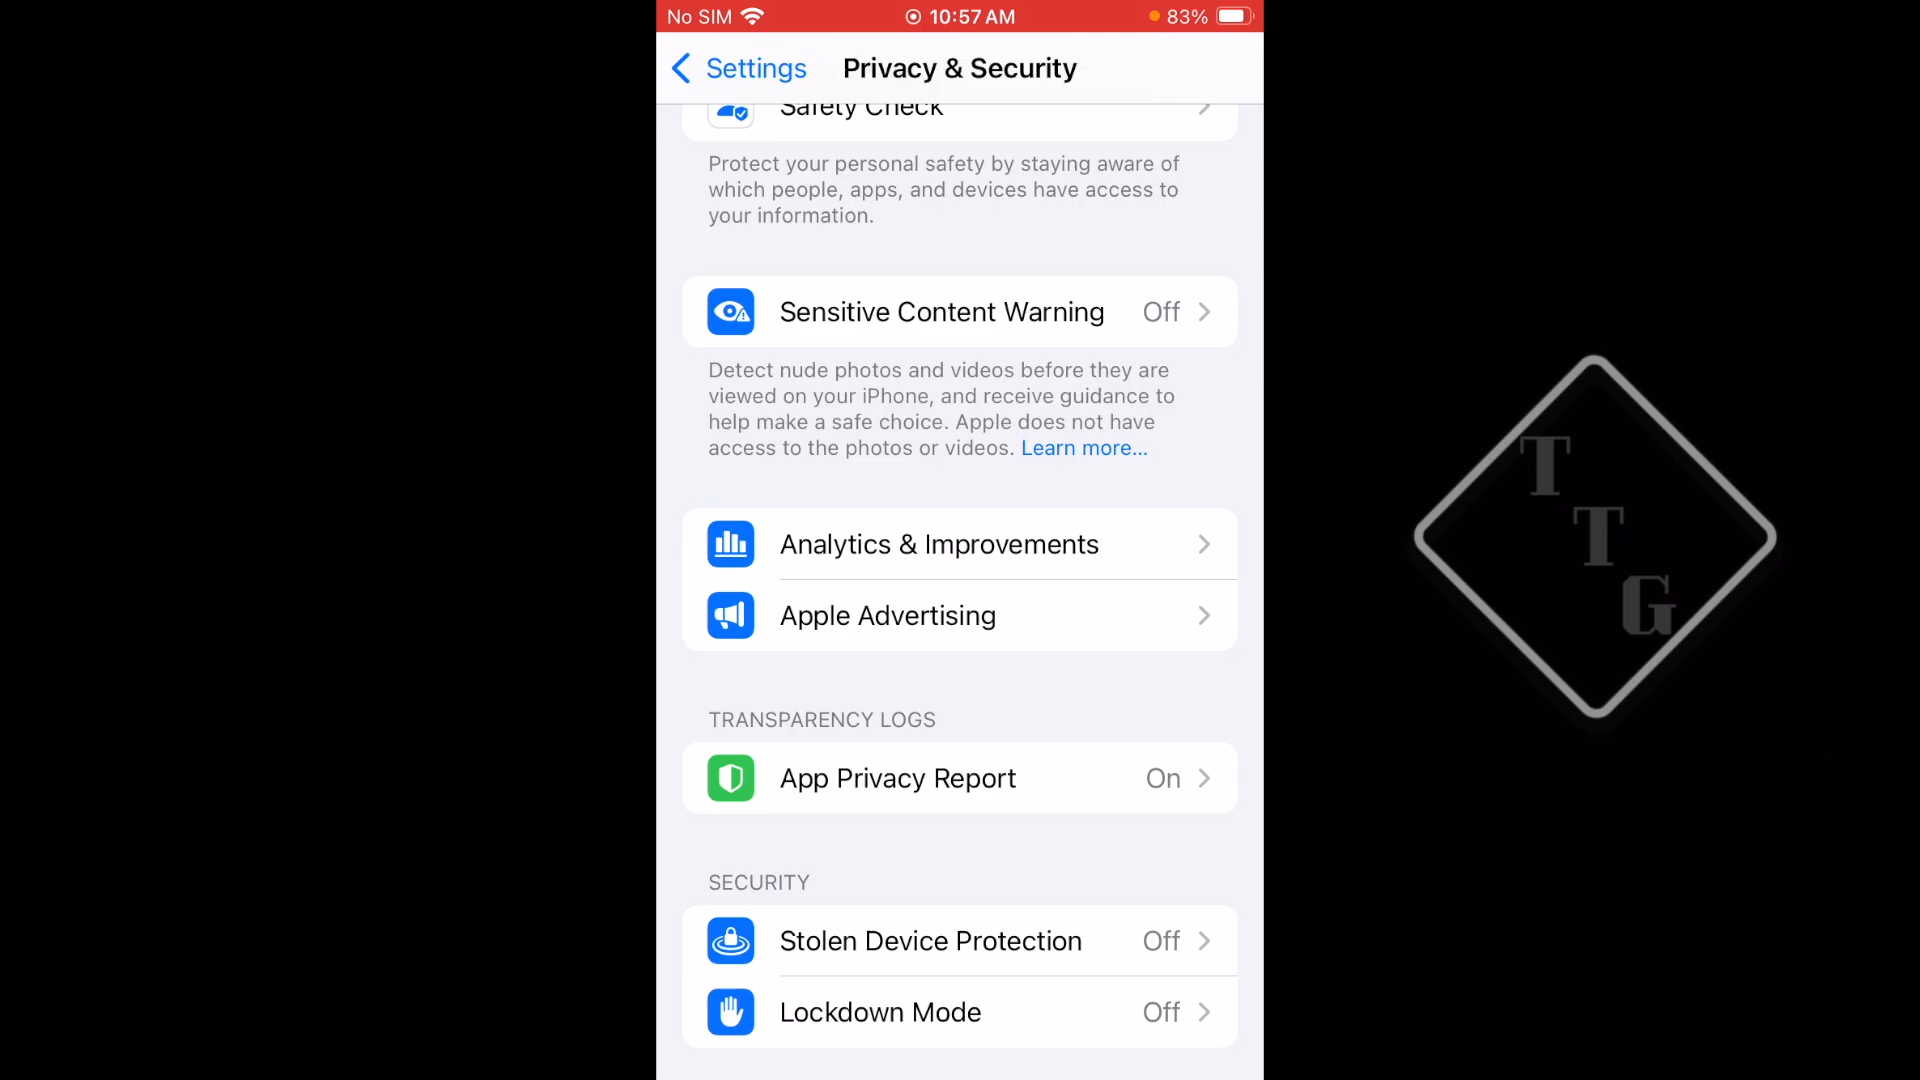 No SIM 10:57 AM 83%
Settings Privacy & Security
Safety Check
Protect your personal safety by staying aware of
which people, apps, and devices have access to
your information.
Sensitive Content Warning Off
Detect nude photos and videos before they are
viewed on your iPhone, and receive guidance to
help make a safe choice. Apple does not have
access to the photos or videos. Learn more...
Analytics & Improvements
Apple Advertising
TRANSPARENCY LOGS
App Privacy Report On
SECURITY
Stolen Device Protection Off
Lockdown Mode Off
T
T
G